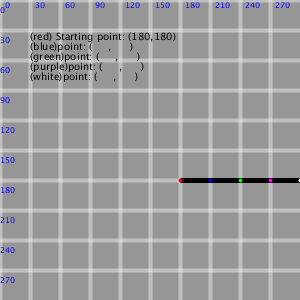 0 30 60 90 120 150 180 210 240 270
0
30
(red) Starting point: (180,180)
(blue)point: ( , )
(green)point: ( , )
60
(purple)point: ( , )
(white)point: ( , )
90
120
150
180
210
240
270